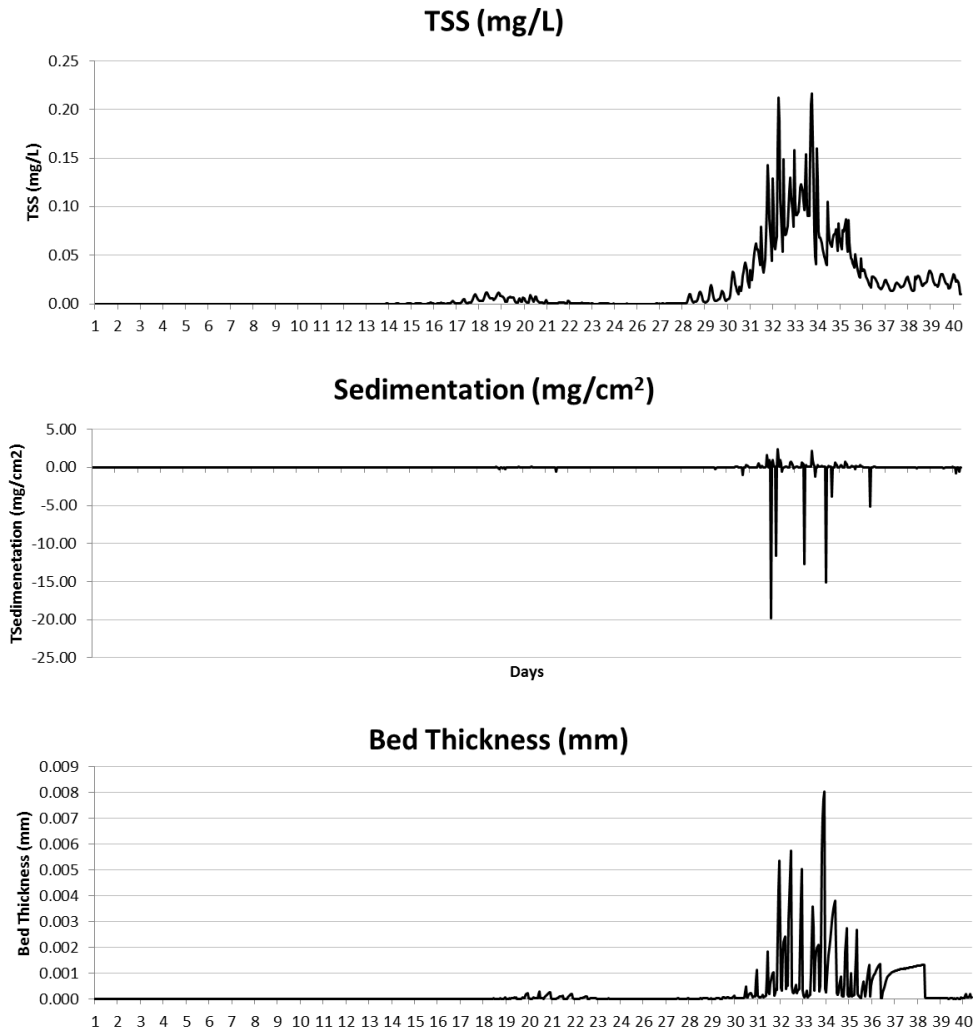 TSS (mg/L)
TSS (mg/L)
0.25
0.20
0.15
0.10
0.05
0.00
1 2 3 4 5 6 7 8 9 10 11 12 13 14 15 16 17 18 19 20 21 22 23 24 26 27 28 29 30 31 32 33 34 35 36 37 38 39 40
Sedimentation (mg/cm²)
TSedimenetation (mg/cm2)
5.00
0.00
-5.00
-10.00
-15.00
-20.00
-25.00
Days
Bed Thickness (mm)
Bed Thickness (mm)
0.009
0.008
0.007
0.006
0.005
0.004
0.003
0.002
0.001
0.000
1 2 3 4 5 6 7 8 9 10 11 12 13 14 15 16 17 18 19 20 21 22 23 24 26 27 28 29 30 31 32 33 34 35 36 37 38 39 40